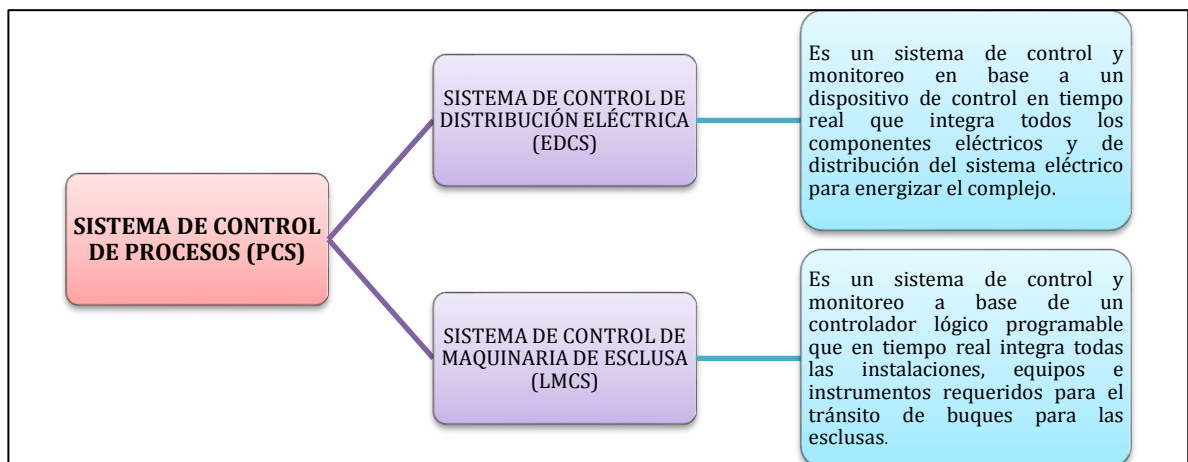 SISTEMA DE CONTROL
DE PROCESOS (PCS)
SISTEMA DE CONTROL DE
DISTRIBUCIÓN ELÉCTRICA
(EDCS)
Es un sistema de control y
monitoreo en base a un
dispositivo de control en tiempo
real que integra todos los
componentes eléctricos y de
distribución del sistema eléctrico
para energizar el complejo.
SISTEMA DE CONTROL DE
MAQUINARIA DE ESCLUSA
(LMCS)
Es un sistema de control y
monitoreo a base de un
controlador lógico programable
que en tiempo real integra todas
las instalaciones, equipos e
instrumentos requeridos para el
tránsito de buques para las
esclusas.